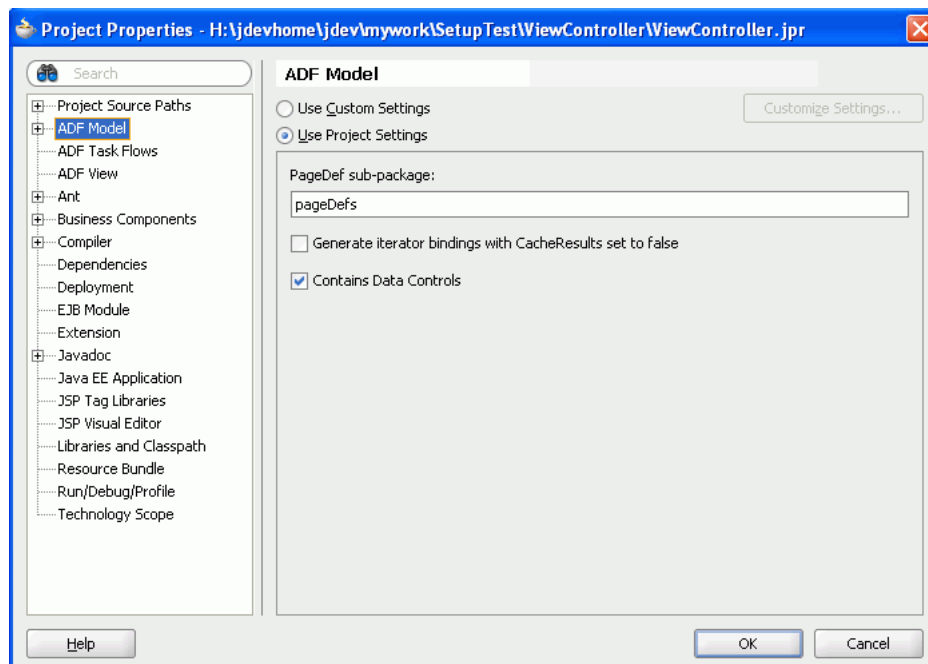 Project Properties - H:\jdevhome\jdev\mywork\SetupTest\ViewController\ViewController.jpr
Search
Project Source Paths
ADF Model
ADF Task Flows
ADF View
Ant
Business Components
Compiler
Dependencies
Deployment
EJB Module
Extension
Javadoc
Java EE Application
JSP Tag Libraries
JSP Visual Editor
Libraries and Classpath
Resource Bundle
Run/Debug/Profile
Technology Scope
ADF Model
Use Custom Settings
Customize Settings...
Use Project Settings
PageDef sub-package:
pageDefs
Generate iterator bindings with CacheResults set to false
Contains Data Controls
Help
OK
Cancel